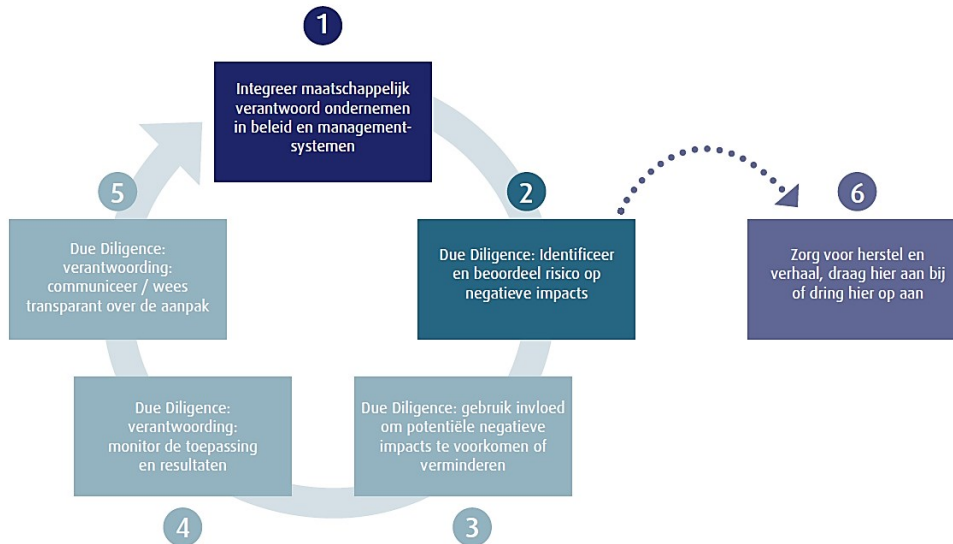 1
Integreer maatschappelijk
verantwoord ondernemen
in beleid en management-
systemen
2
Due Diligence: Identificeer
en beoordeel risico op
negatieve impacts
3
Due Diligence: gebruik invloed
om potentiële negatieve
impacts te voorkomen of
verminderen
4
Due Diligence:
verantwoording:
monitor de toepassing
en resultaten
5
Due Diligence:
verantwoording:
communiceer / wees
transparant over de aanpak
6
Zorg voor herstel en
verhaal, draag hier aan bij
of dring hier op aan